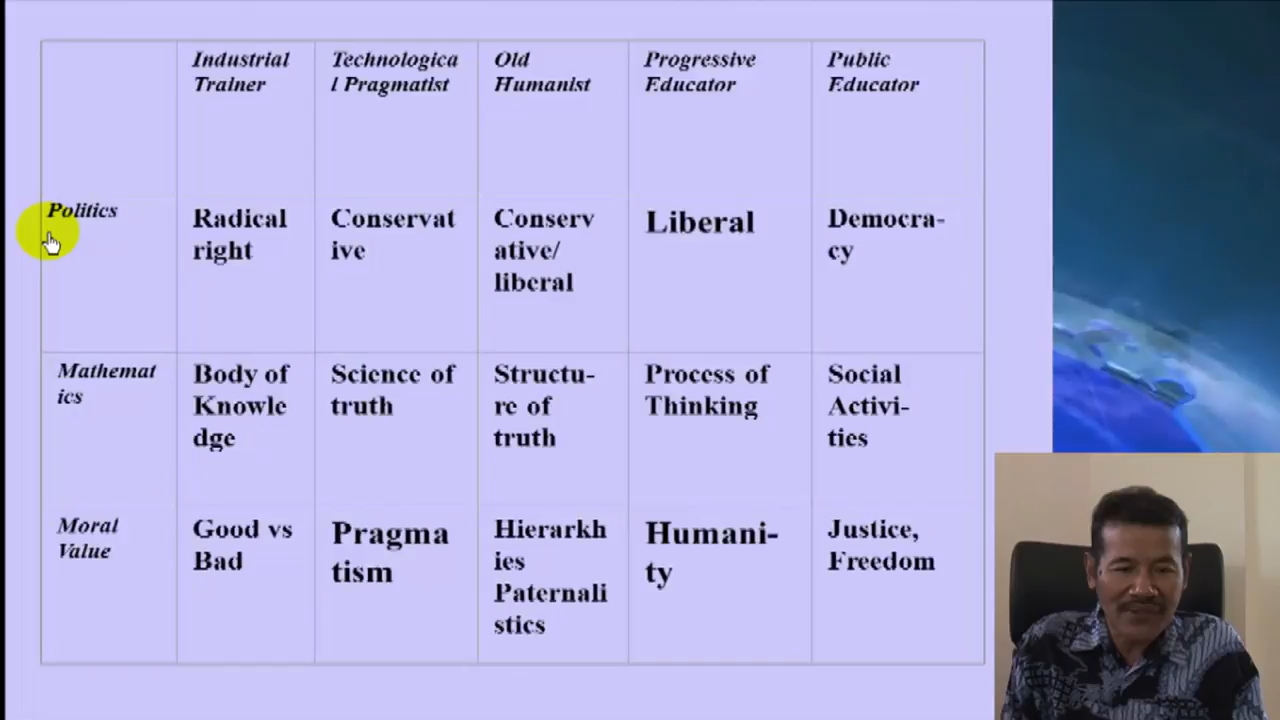 Industrial
Trainer
Technologica
l Pragmatist
Old
Humanist
Progressive
Educator
Public
Educator
Politics
Radical
right
Conservat
ive
Conserv
ative/
liberal
Liberal
Democra-
cy
Mathemat
ics
Body of
Knowle
dge
Science of
truth
Structu-
re of
truth
Process of
Thinking
Social
Activi-
ties
Moral
Value
Good vs
Bad
Pragma
tism
Hierarkh
ies
Paternali
stics
Humani-
ty
Justice,
Freedom